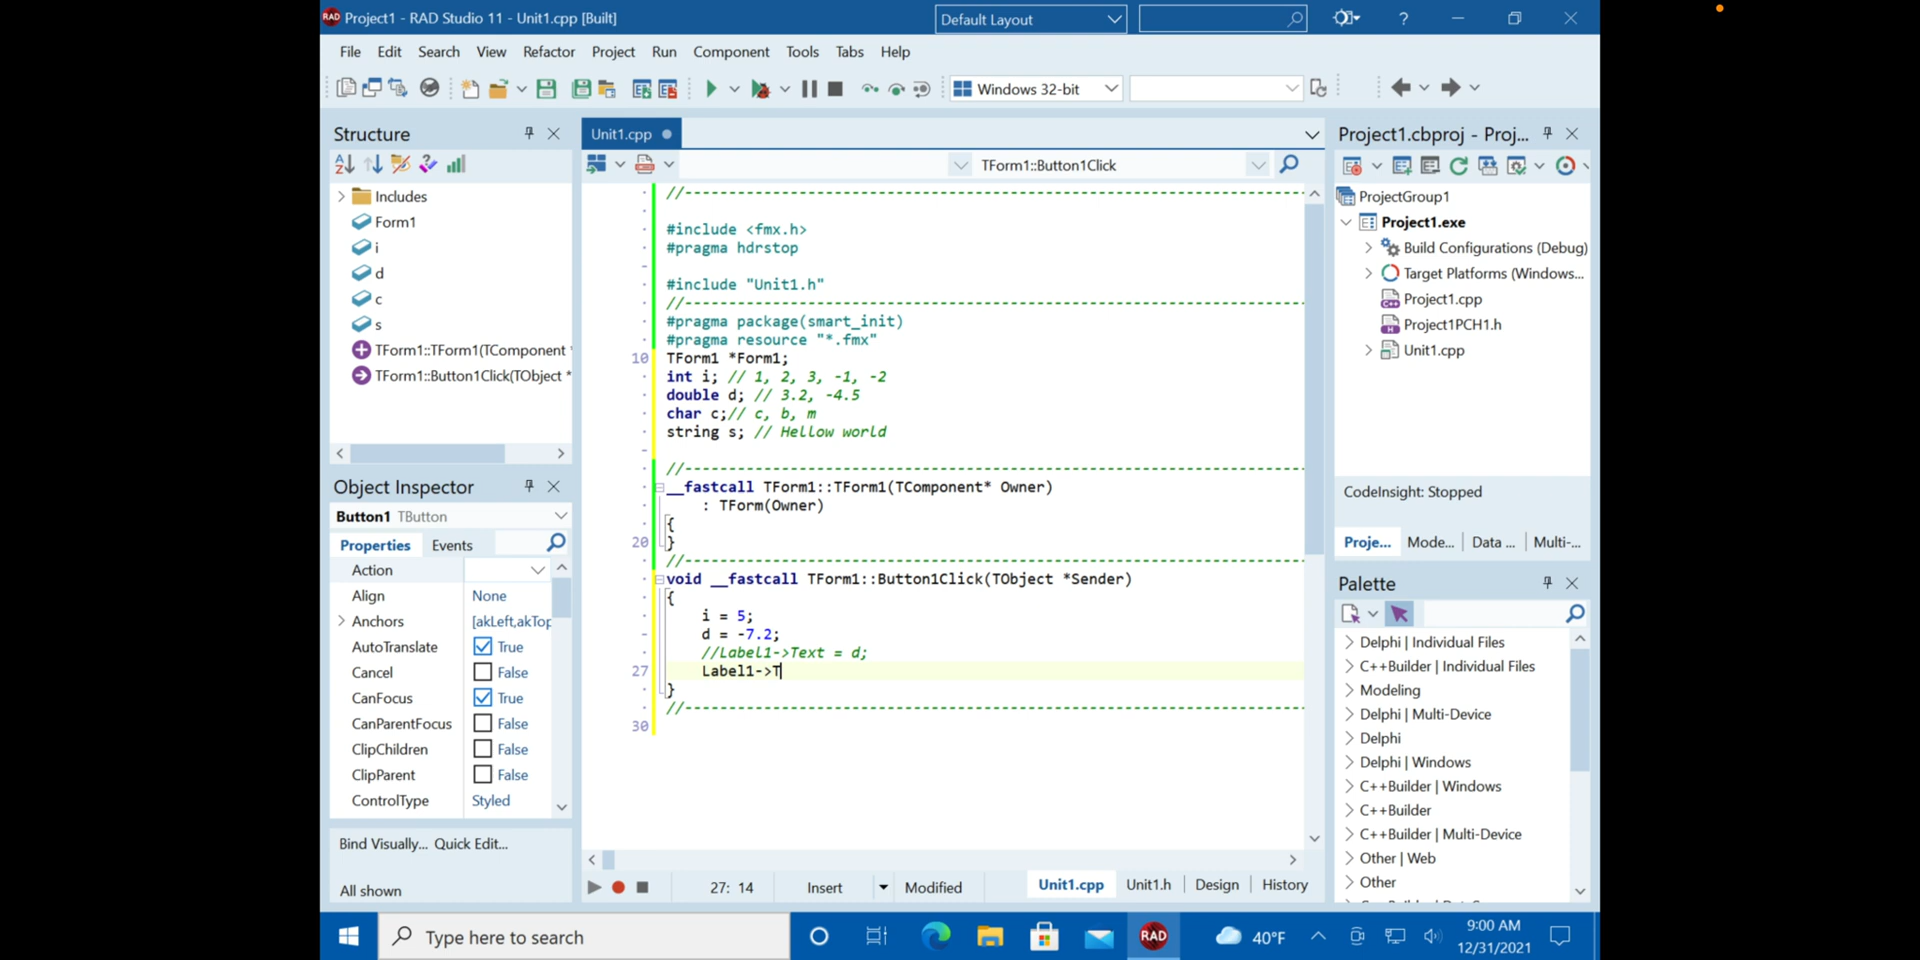 Project1 - RAD Studio 11 - Unit1.cpp [Built]
Default Layout
File Edit Search View Refactor Project Run Component Tools Tabs Help
Windows 32-bit
Structure
Includes
Form1
i
d
c
s
TForm1::TForm1(TComponent *
TForm1::Button1Click(TObject *
Object Inspector
Button1 TButton
Properties Events
Action
Align None
Anchors [akLeft,akTop
AutoTranslate True
Cancel False
CanFocus True
CanParentFocus False
ClipChildren False
ClipParent False
ControlType Styled
Bind Visually... Quick Edit...
All shown
Unit1.cpp
TForm1::Button1Click
//--------------------------------------------------------------------------
#include <fmx.h>
#pragma hdrstop
#include "Unit1.h"
//--------------------------------------------------------------------------
#pragma package(smart_init)
#pragma resource "*.fmx"
10 TForm1 *Form1;
int i; // 1, 2, 3, -1, -2
double d; // 3.2, -4.5
char c;// c, b, m
string s; // Hellow world
//--------------------------------------------------------------------------
__fastcall TForm1::TForm1(TComponent* Owner)
: TForm(Owner)
{
20 }
//--------------------------------------------------------------------------
void __fastcall TForm1::Button1Click(TObject *Sender)
{
i = 5;
d = -7.2;
//Label1->Text = d;
27 Label1->T
}
//--------------------------------------------------------------------------
30
27: 14 Insert Modified Unit1.cpp Unit1.h Design History
Project1.cbproj - Proj...
ProjectGroup1
Project1.exe
Build Configurations (Debug)
Target Platforms (Windows...
Project1.cpp
Project1PCH1.h
Unit1.cpp
CodeInsight: Stopped
Proje... Mode... Data ... Multi-...
Palette
Delphi | Individual Files
C++Builder | Individual Files
Modeling
Delphi | Multi-Device
Delphi
Delphi | Windows
C++Builder | Windows
C++Builder
C++Builder | Multi-Device
Other | Web
Other
Type here to search
RAD
40°F
9:00 AM
12/31/2021